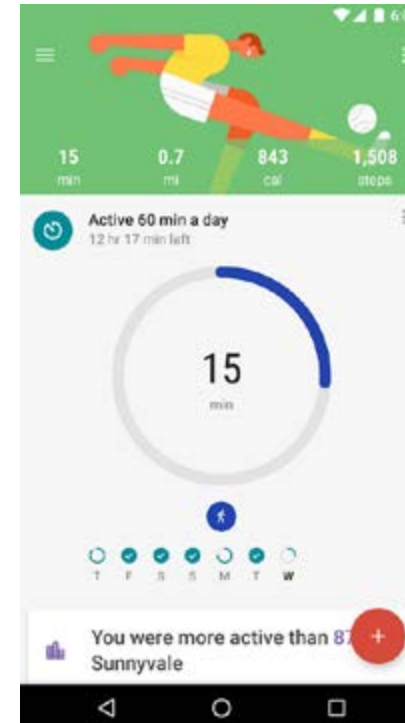 15 0.7 843 1,508
min mi cal steps
Active 60 min a day
12 hr 17 min left
15
min
T F S S M T W
You were more active than 87
Sunnyvale